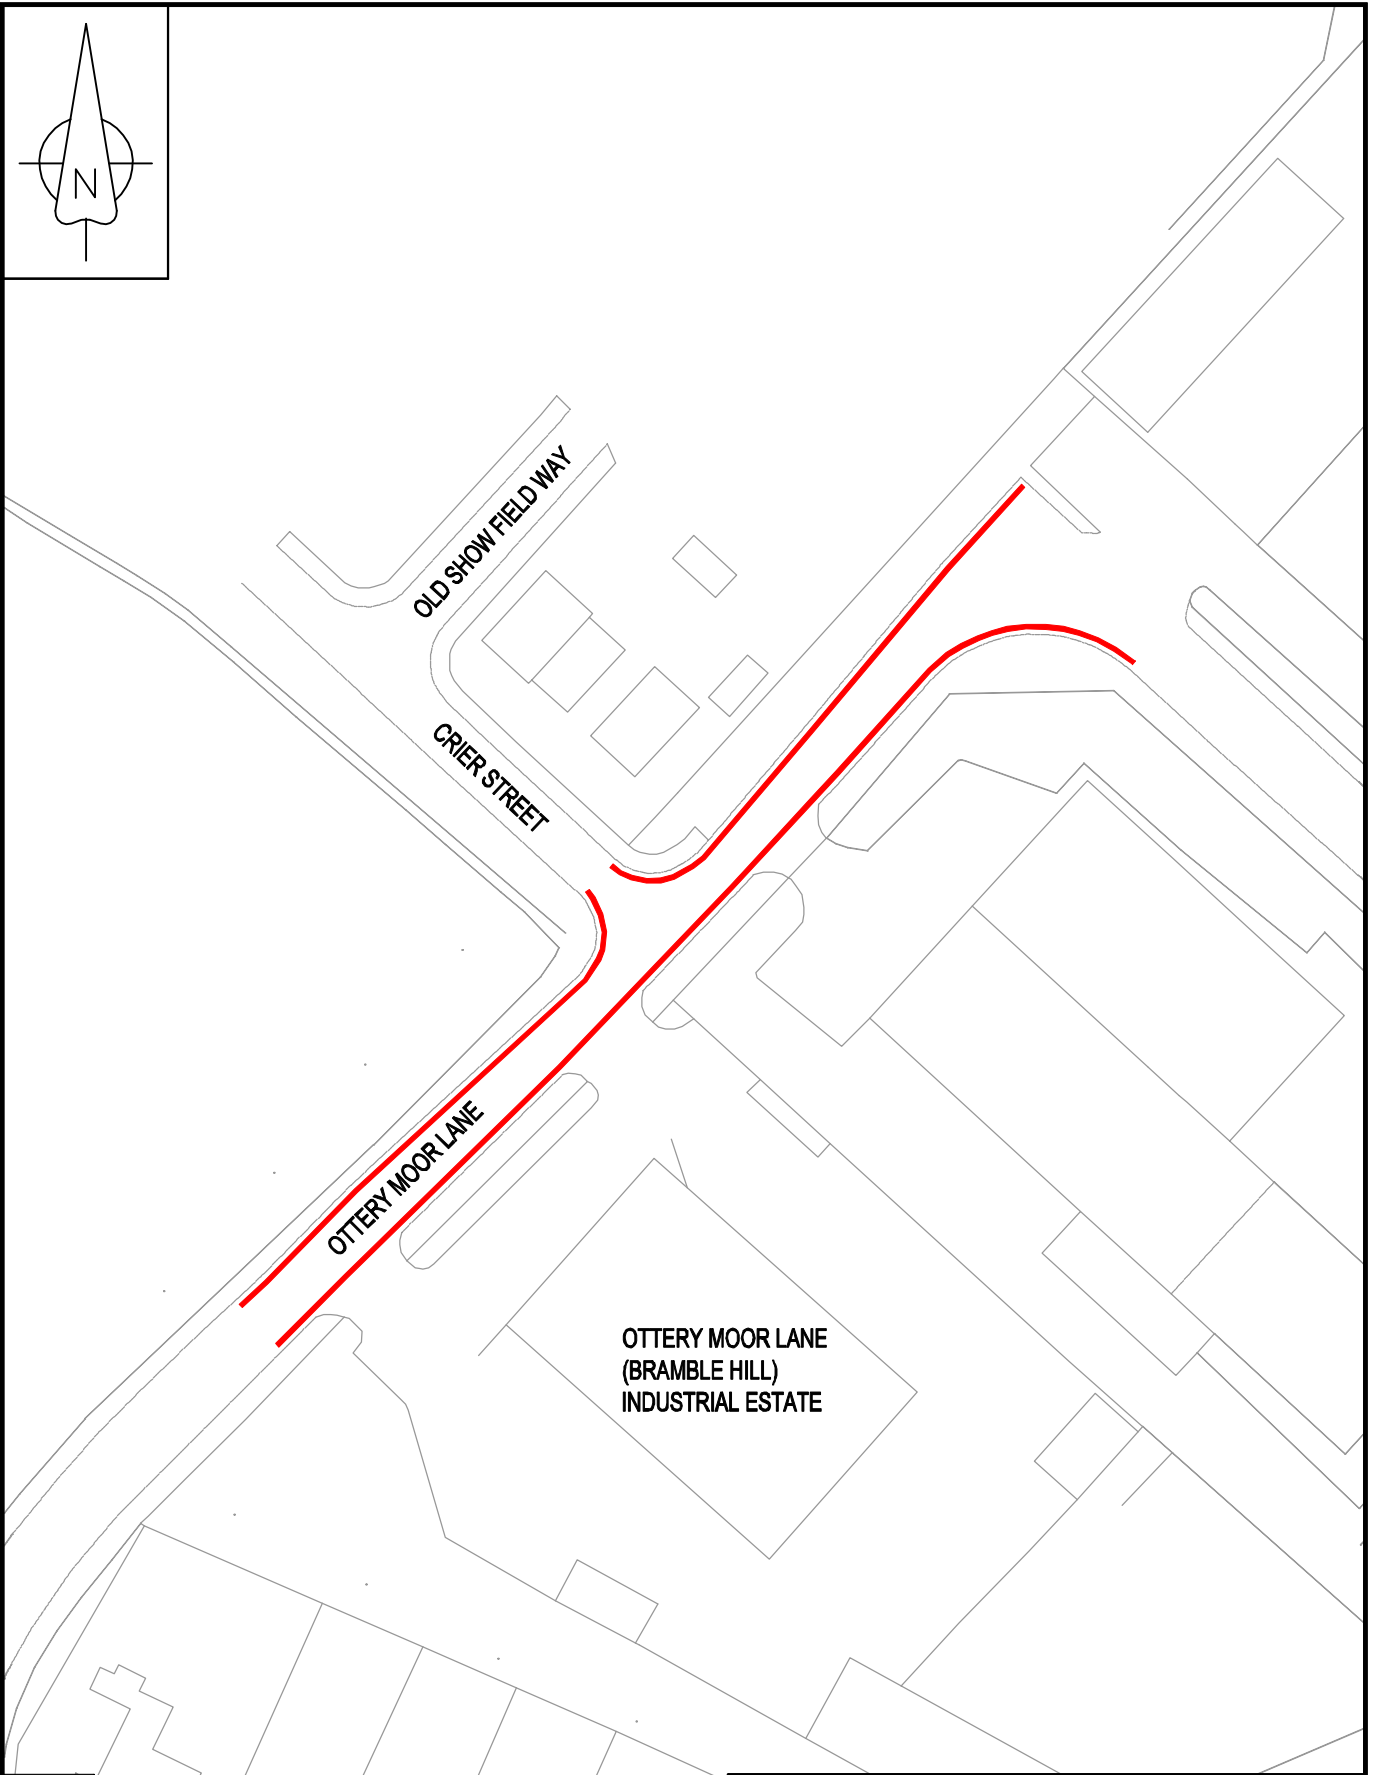 N
OLD SHOW FIELD WAY
CRIER STREET
OTTERY MOOR LANE
OTTERY MOOR LANE
(BRAMBLE HILL)
INDUSTRIAL ESTATE